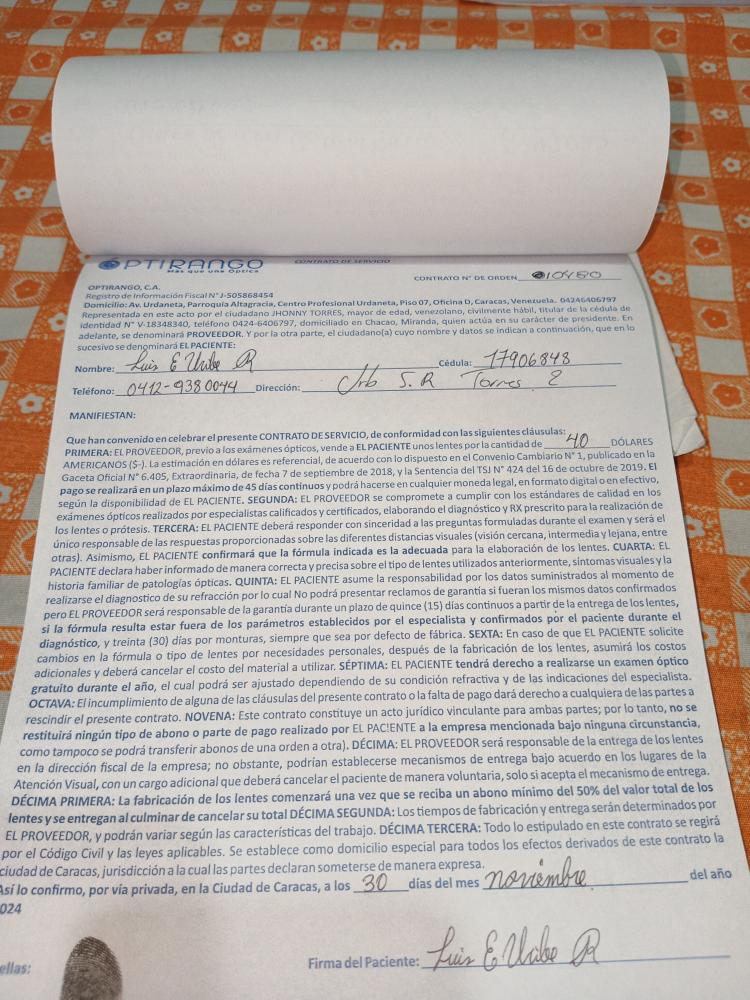 OPTIRANGO
Más que una Óptica
CONTRATO DE SERVICIO
CONTRATO N° DE ORDEN 010480
OPTIRANGO, C.A.
Registro de Información Fiscal N° J-505868454
Domicilio: Av. Urdaneta, Parroquía Altagracia, Centro Profesional Urdaneta, Piso 07, Oficina D, Caracas, Venezuela. 04246406797
Representada en este acto por el ciudadano JHONNY TORRES, mayor de edad, venezolano, civilmente hábil, titular de la cédula de
identidad N° V-18348340, teléfono 0424-6406797, domiciliado en Chacao, Miranda, quien actúa en su carácter de presidente. En
adelante, se denominará PROVEEDOR. Y por la otra parte, el ciudadano(a) cuyo nombre y datos se indican a continuación, que en lo
sucesivo se denominará EL PACIENTE:
Nombre: Luis E Uribe R Cédula: 17906848
Teléfono: 0412-9380044 Dirección: Urb S.R Torres 2
MANIFIESTAN:
Que han convenido en celebrar el presente CONTRATO DE SERVICIO, de conformidad con las siguientes cláusulas:
PRIMERA: EL PROVEEDOR, previo a los exámenes ópticos, vende a EL PACIENTE unos lentes por la cantidad de 40 DÓLARES
AMERICANOS ($-). La estimación en dólares es referencial, de acuerdo con lo dispuesto en el Convenio Cambiario N° 1, publicado en la
Gaceta Oficial N° 6.405, Extraordinaria, de fecha 7 de septiembre de 2018, y la Sentencia del TSJ N° 424 del 16 de octubre de 2019. El
pago se realizará en un plazo máximo de 45 días continuos y podrá hacerse en cualquier moneda legal, en formato digital o en efectivo,
según la disponibilidad de EL PACIENTE. SEGUNDA: EL PROVEEDOR se compromete a cumplir con los estándares de calidad en los
exámenes ópticos realizados por especialistas calificados y certificados, elaborando el diagnóstico y RX prescrito para la realización de
los lentes o prótesis. TERCERA: EL PACIENTE deberá responder con sinceridad a las preguntas formuladas durante el examen y será el
único responsable de las respuestas proporcionadas sobre las diferentes distancias visuales (visión cercana, intermedia y lejana, entre
otras). Asimismo, EL PACIENTE confirmará que la fórmula indicada es la adecuada para la elaboración de los lentes. CUARTA: EL
PACIENTE declara haber informado de manera correcta y precisa sobre el tipo de lentes utilizados anteriormente, síntomas visuales y la
historia familiar de patologías ópticas. QUINTA: EL PACIENTE asume la responsabilidad por los datos suministrados al momento de
realizarse el diagnostico de su refracción por lo cual No podrá presentar reclamos de garantía si fueran los mismos datos confirmados
pero EL PROVEEDOR será responsable de la garantía durante un plazo de quince (15) días continuos a partir de la entrega de los lentes,
si la fórmula resulta estar fuera de los parámetros establecidos por el especialista y confirmados por el paciente durante el
diagnóstico, y treinta (30) días por monturas, siempre que sea por defecto de fábrica. SEXTA: En caso de que EL PACIENTE solicite
cambios en la fórmula o tipo de lentes por necesidades personales, después de la fabricación de los lentes, asumirá los costos
adicionales y deberá cancelar el costo del material a utilizar. SÉPTIMA: EL PACIENTE tendrá derecho a realizarse un examen óptico
gratuito durante el año, el cual podrá ser ajustado dependiendo de su condición refractiva y de las indicaciones del especialista.
OCTAVA: El incumplimiento de alguna de las cláusulas del presente contrato o la falta de pago dará derecho a cualquiera de las partes a
rescindir el presente contrato. NOVENA: Este contrato constituye un acto jurídico vinculante para ambas partes; por lo tanto, no se
restituirá ningún tipo de abono o parte de pago realizado por EL PACIENTE a la empresa mencionada bajo ninguna circunstancia,
como tampoco se podrá transferir abonos de una orden a otra). DÉCIMA: EL PROVEEDOR será responsable de la entrega de los lentes
en la dirección fiscal de la empresa; no obstante, podrían establecerse mecanismos de entrega bajo acuerdo en los lugares de la
Atención Visual, con un cargo adicional que deberá cancelar el paciente de manera voluntaria, solo si acepta el mecanismo de entrega.
DÉCIMA PRIMERA: La fabricación de los lentes comenzará una vez que se reciba un abono mínimo del 50% del valor total de los
lentes y se entregan al culminar de cancelar su total DÉCIMA SEGUNDA: Los tiempos de fabricación y entrega serán determinados por
EL PROVEEDOR, y podrán variar según las características del trabajo. DÉCIMA TERCERA: Todo lo estipulado en este contrato se regirá
por el Código Civil y las leyes aplicables. Se establece como domicilio especial para todos los efectos derivados de este contrato la
ciudad de Caracas, jurisdicción a la cual las partes declaran someterse de manera expresa.
Así lo confirmo, por vía privada, en la Ciudad de Caracas, a los 30 días del mes noviembre del año
024
ellas:
Firma del Paciente: Luis E Uribe R